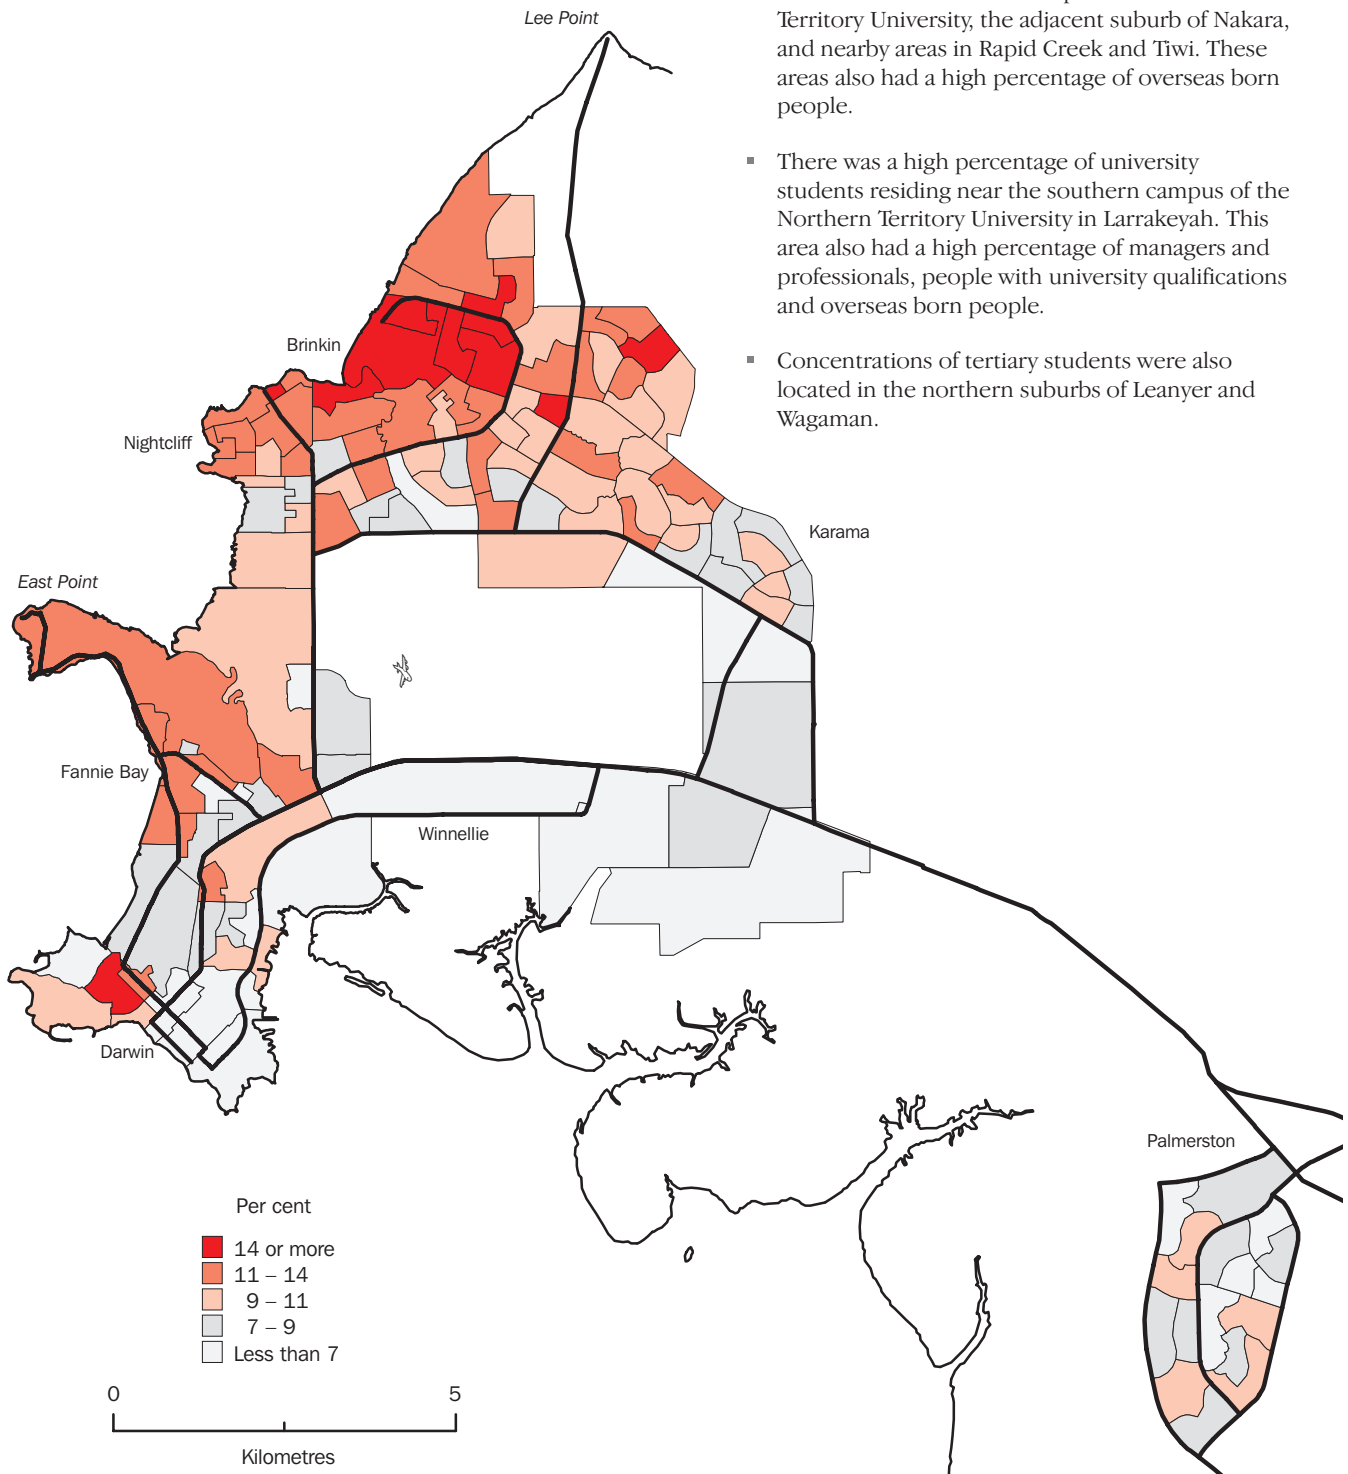 Lee Point
Territory University, the adjacent suburb of Nakara,
and nearby areas in Rapid Creek and Tiwi. These
areas also had a high percentage of overseas born
people.
▪ There was a high percentage of university
students residing near the southern campus of the
Northern Territory University in Larrakeyah. This
area also had a high percentage of managers and
professionals, people with university qualifications
and overseas born people.
▪ Concentrations of tertiary students were also
located in the northern suburbs of Leanyer and
Wagaman.
Brinkin
Nightcliff
Karama
East Point
Fannie Bay
Winnellie
Darwin
Palmerston
Per cent
14 or more
11 – 14
9 – 11
7 – 9
Less than 7
0 5
Kilometres